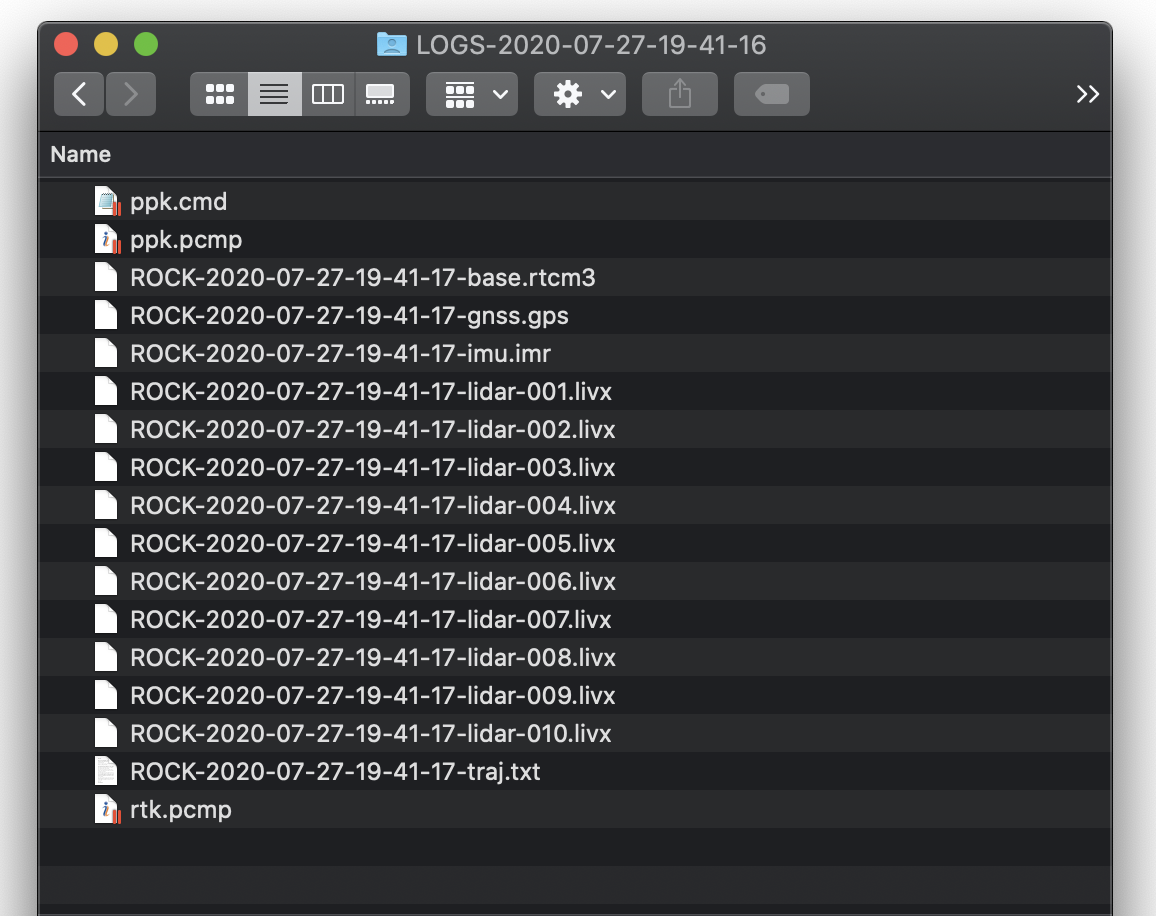 LOGS-2020-07-27-19-41-16
Name
ppk.cmd
ppk.pcmp
ROCK-2020-07-27-19-41-17-base.rtcm3
ROCK-2020-07-27-19-41-17-gnss.gps
ROCK-2020-07-27-19-41-17-imu.imr
ROCK-2020-07-27-19-41-17-lidar-001.livx
ROCK-2020-07-27-19-41-17-lidar-002.livx
ROCK-2020-07-27-19-41-17-lidar-003.livx
ROCK-2020-07-27-19-41-17-lidar-004.livx
ROCK-2020-07-27-19-41-17-lidar-005.livx
ROCK-2020-07-27-19-41-17-lidar-006.livx
ROCK-2020-07-27-19-41-17-lidar-007.livx
ROCK-2020-07-27-19-41-17-lidar-008.livx
ROCK-2020-07-27-19-41-17-lidar-009.livx
ROCK-2020-07-27-19-41-17-lidar-010.livx
ROCK-2020-07-27-19-41-17-traj.txt
rtk.pcmp